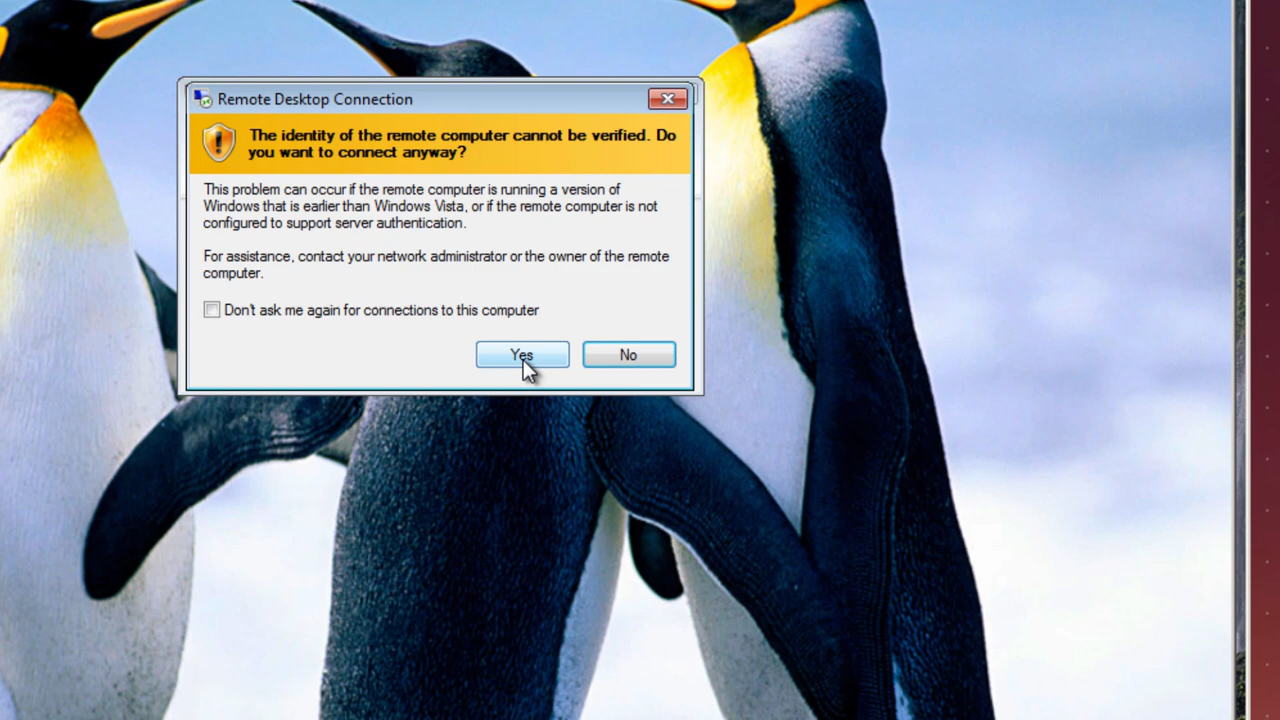 Remote Desktop Connection
The identity of the remote computer cannot be verified. Do
you want to connect anyway?
This problem can occur if the remote computer is running a version of
Windows that is earlier than Windows Vista, or if the remote computer is not
configured to support server authentication.
For assistance, contact your network administrator or the owner of the remote
computer.
Don't ask me again for connections to this computer
Yes
No